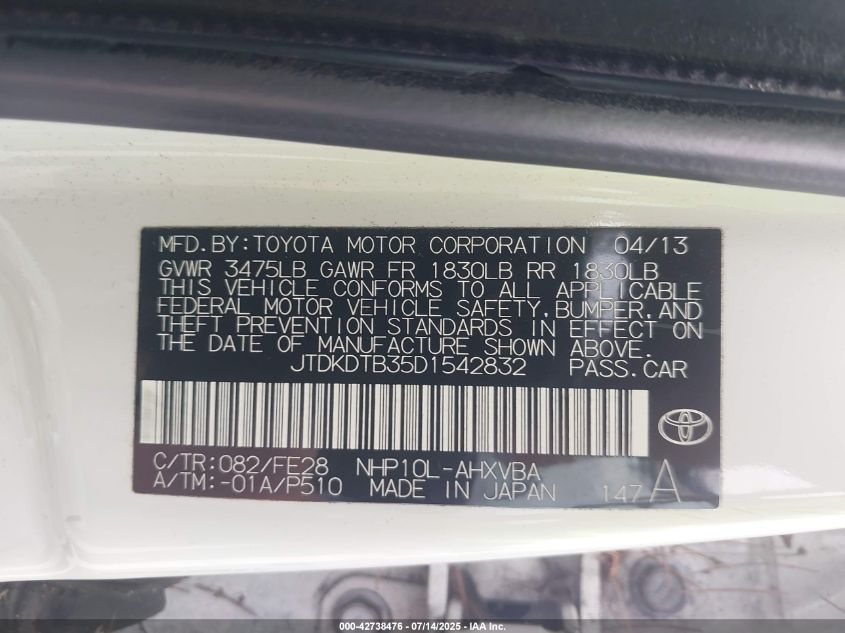 MFD.BY:TOYOTA MOTOR CORPORATION 04/13
GVWR 3475LB GAWR FR 1830LB RR 1830LB
THIS VEHICLE CONFORMS TO ALL APPLICABLE
FEDERAL MOTOR VEHICLE SAFETY,BUMPER,AND
THEFT PREVENTION STANDARDS IN EFFECT ON
THE DATE OF MANUFACTURE SHOWN ABOVE.
JTDKDTB35D1542832 PASS.CAR
C/TR:082/FE28 NHP10L-AHXVBA
A/TM:-01A/P510 MADE IN JAPAN 147A
000-42738476 • 07/14/2025 • IAA Inc.